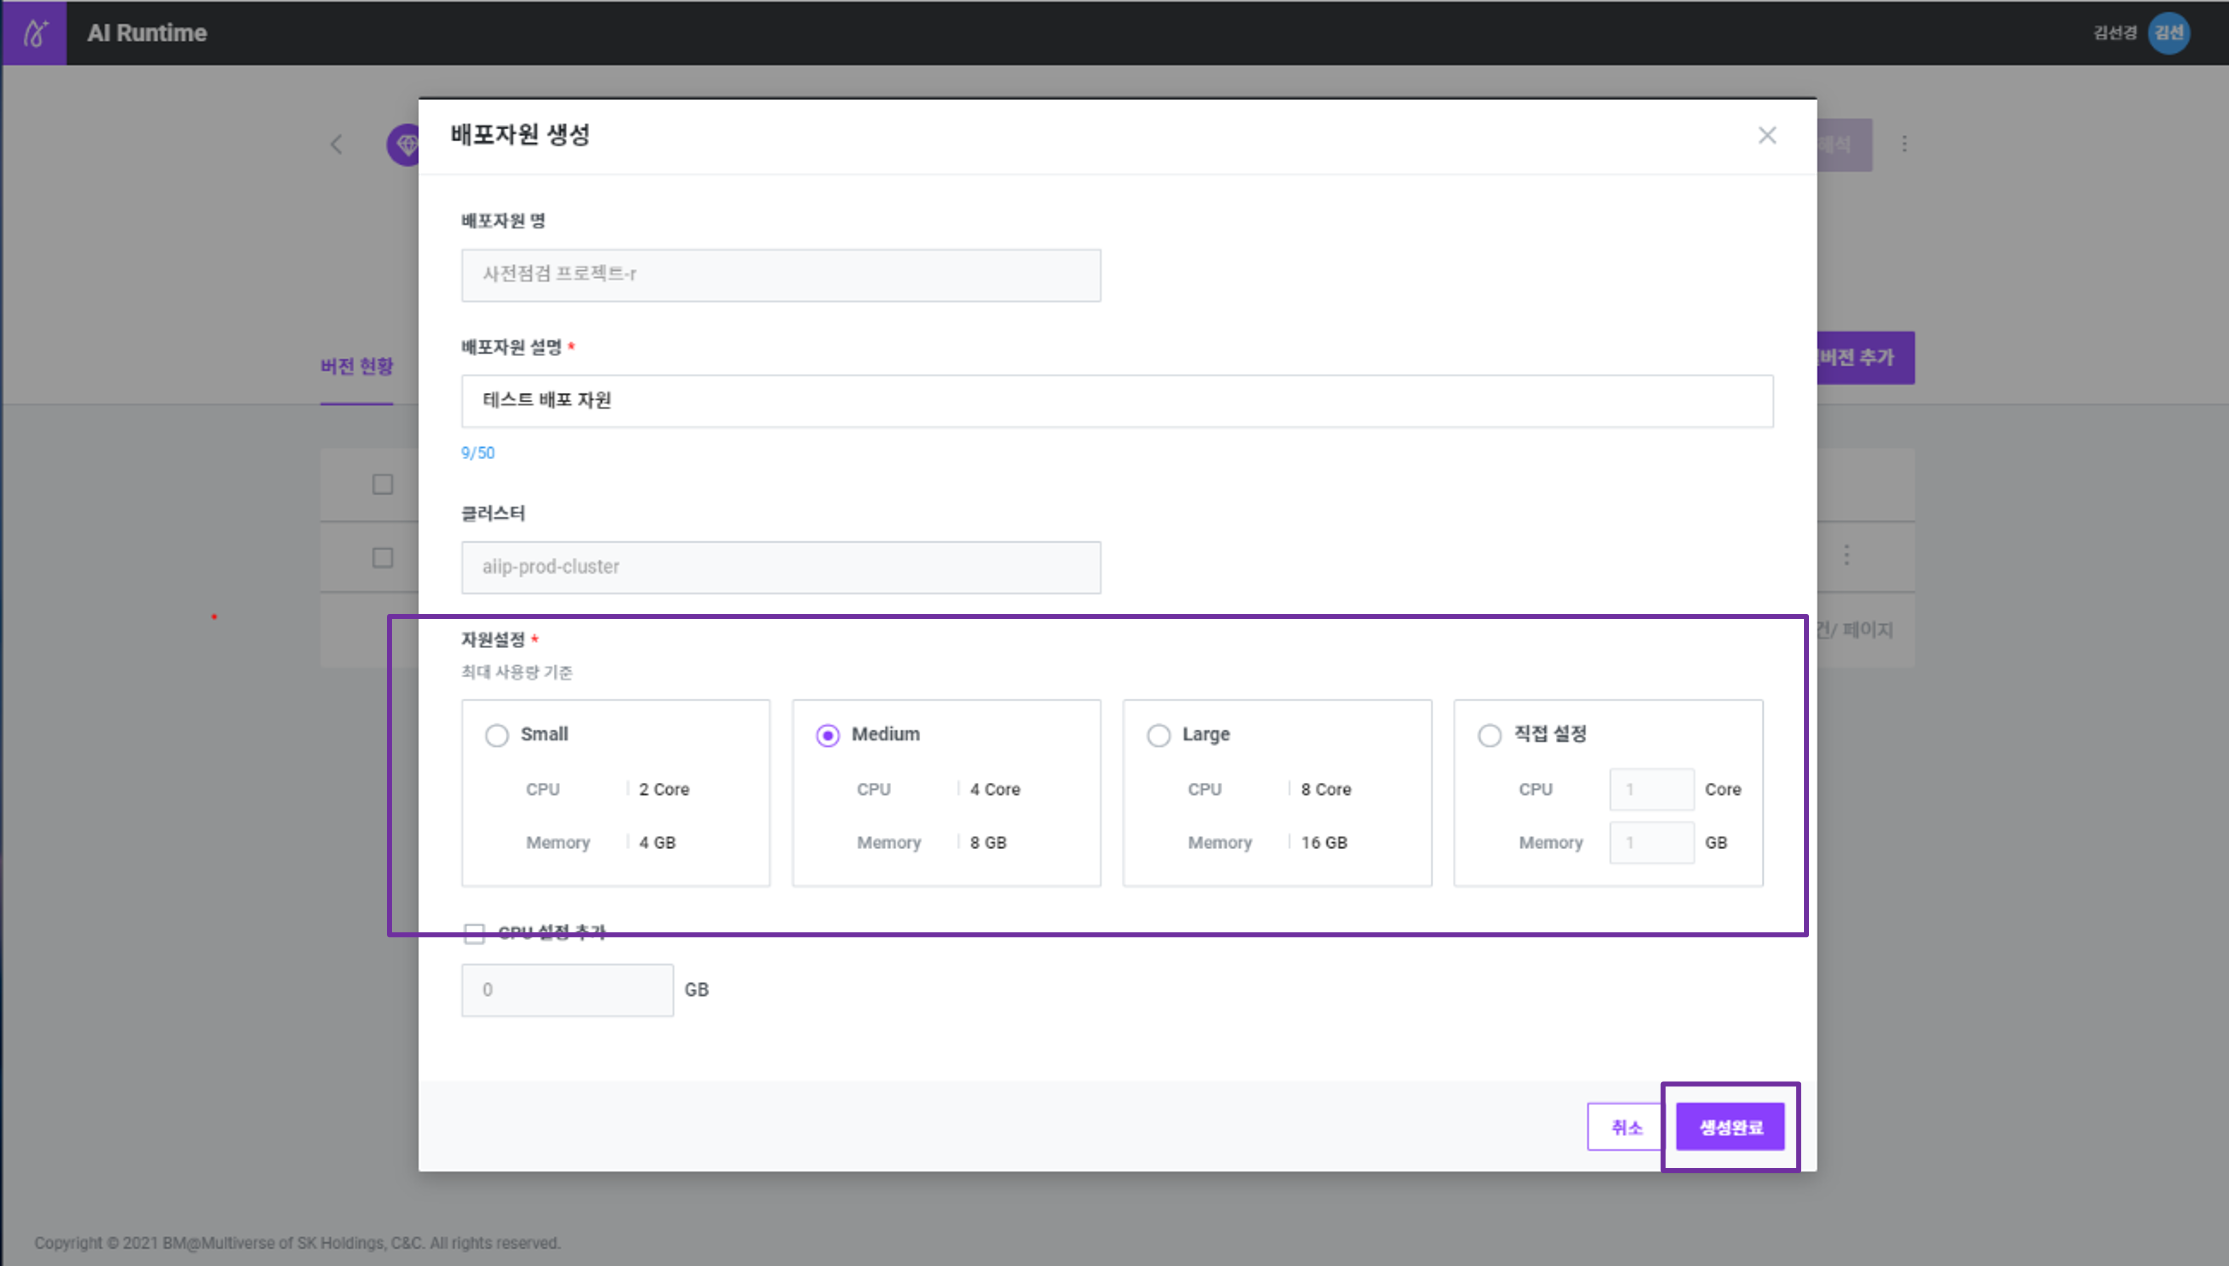 AI Runtime
김선경 김선
배포자원 생성
해석
배포자원 명
사전점검 프로젝트-r
배포자원 설명 *
버전 현황
버전 추가
테스트 배포 자원
9/50
클러스터
aiip-prod-cluster
자원설정 *
건/ 페이지
최대 사용량 기준
Small
CPU 2 Core
Memory 4 GB
Medium
CPU 4 Core
Memory 8 GB
Large
CPU 8 Core
Memory 16 GB
직접 설정
CPU 1 Core
Memory 1 GB
설정 추가
0 GB
취소 생성완료
Copyright © 2021 BM@Multiverse of SK Holdings, C&C. All rights reserved.